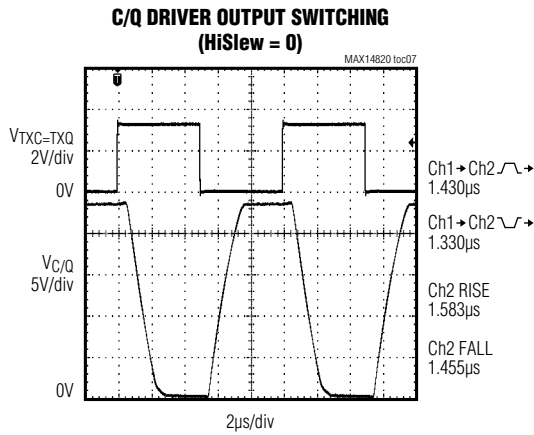 C/Q DRIVER OUTPUT SWITCHING
(HiSlew = 0)
MAX14820 toc07
VTXC=TXQ
2V/div
0V
VC/Q
5V/div
0V
Ch1→Ch2
1.430µs
Ch1→Ch2
1.330µs
Ch2 RISE
1.583µs
Ch2 FALL
1.455µs
2µs/div